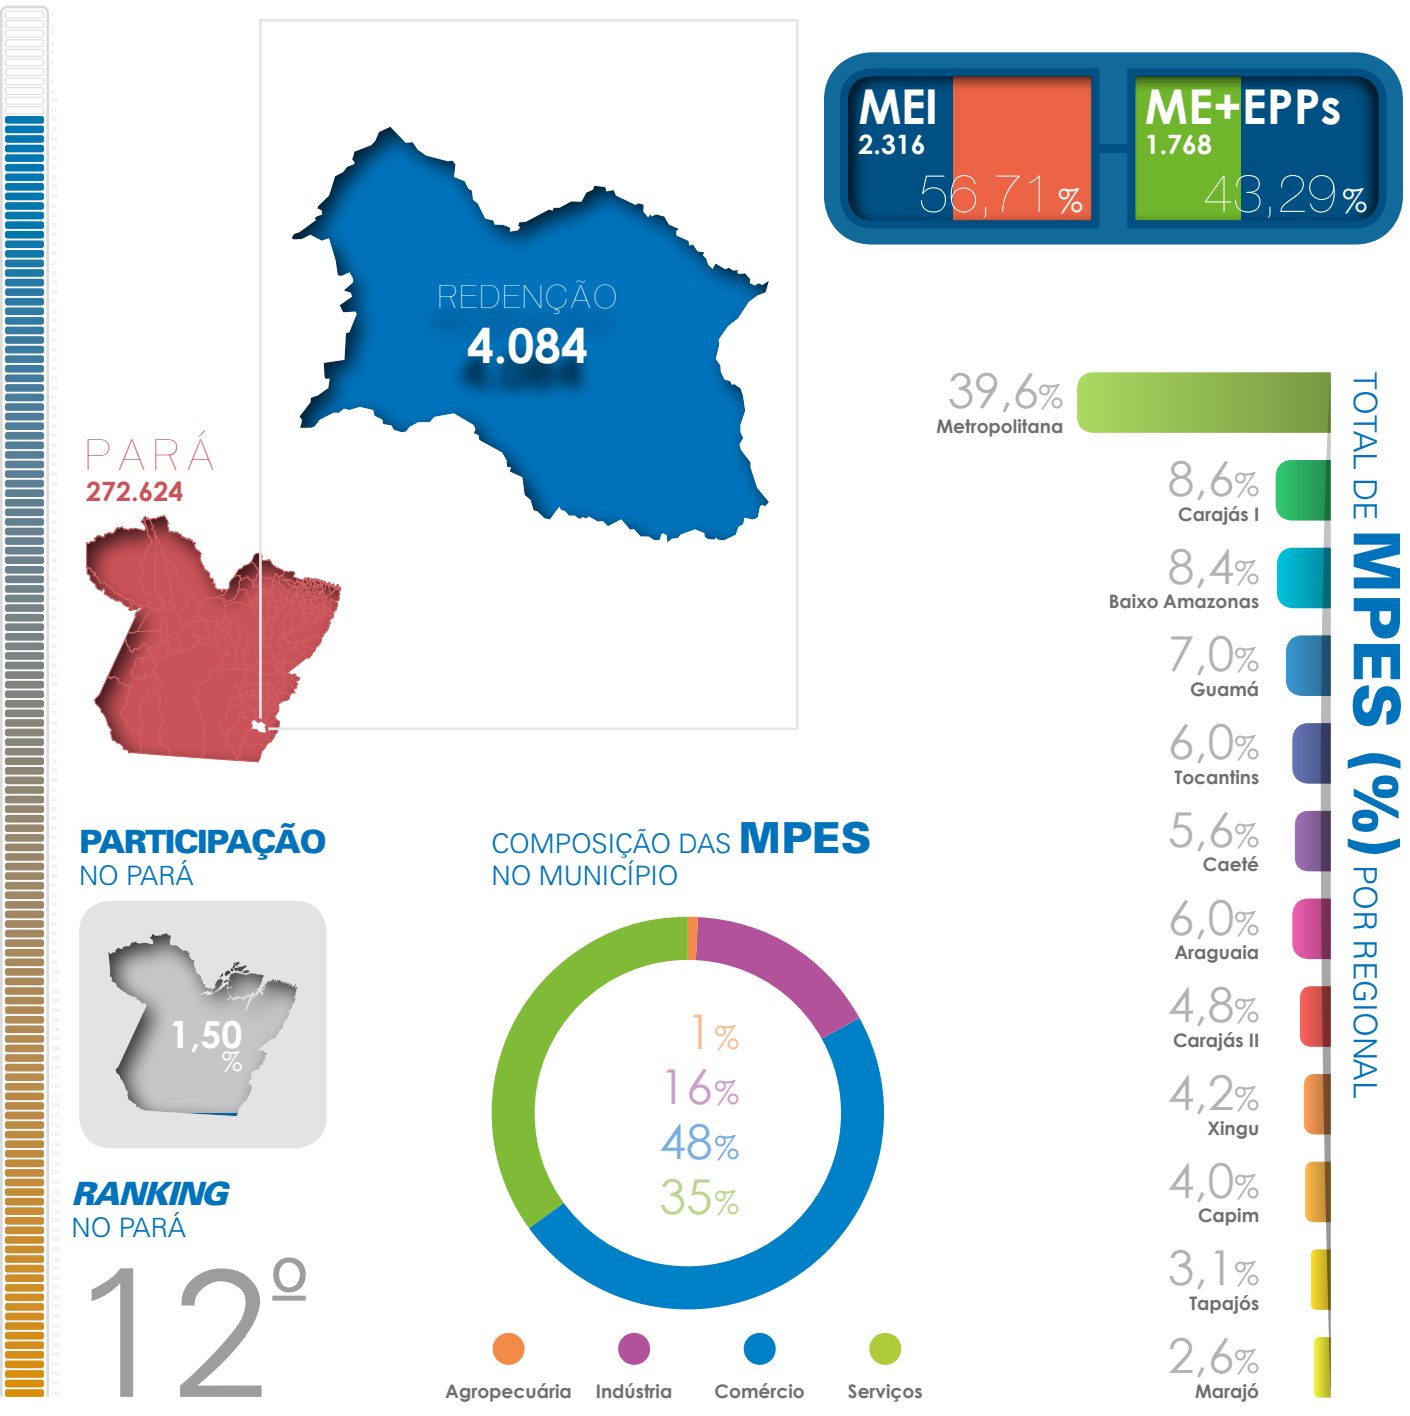 MEI
2.316
56,71%
ME+EPPs
1.768
43,29%
REDENÇÃO
4.084
PARÁ
272.624
TOTAL DE MPES (%) POR REGIONAL
39,6%
Metropolitana
8,6%
Carajás I
8,4%
Baixo Amazonas
7,0%
Guamá
6,0%
Tocantins
5,6%
Caeté
6,0%
Araguaia
4,8%
Carajás II
4,2%
Xingu
4,0%
Capim
3,1%
Tapajós
2,6%
Marajó
PARTICIPAÇÃO
NO PARÁ
1,50
%
RANKING
NO PARÁ
12º
COMPOSIÇÃO DAS MPES
NO MUNICÍPIO
1%
16%
48%
35%
Agropecuária
Indústria
Comércio
Serviços